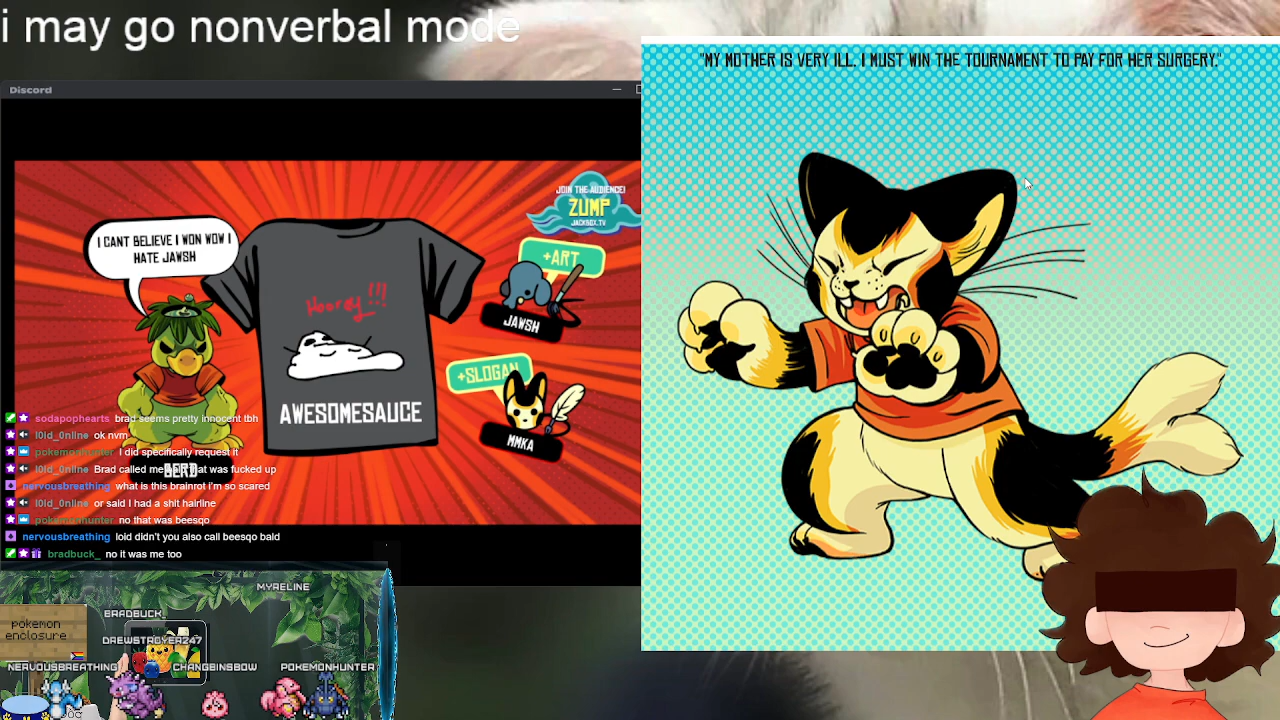 i may go nonverbal mode
"MY MOTHER IS VERY ILL. I MUST WIN THE TOURNAMENT TO PAY FOR HER SURGERY."
Discord
JOIN THE AUDIENCE!
ZUMP
JACKBOX.TV
I CANT BELIEVE I WON WOW I
HATE JAWSH
+ART
JAWSH
Hooray!!!
+SLOGAN
AWESOMESAUCE
MMKA
sodapophearts brad seems pretty innocent tbh
l0ld_0nline ok nvrm
pokemonhunter I did specifically request it
l0ld_0nline Brad called me that was fucked up
nervousbreathing what is this brainrot i'm so scared
l0ld_0nline or said I had a shit hairline
pokemonhunter no that was beesqo
nervousbreathing loid didn't you also call beesqo bald
bradbuck_ no it was me too
MYRELINE
BRADBUCK_
pokemon
enclosure
DREWSTROYER247
NERVOUSBREATHING
CHANGBINSBOW
POKEMONHUNTER